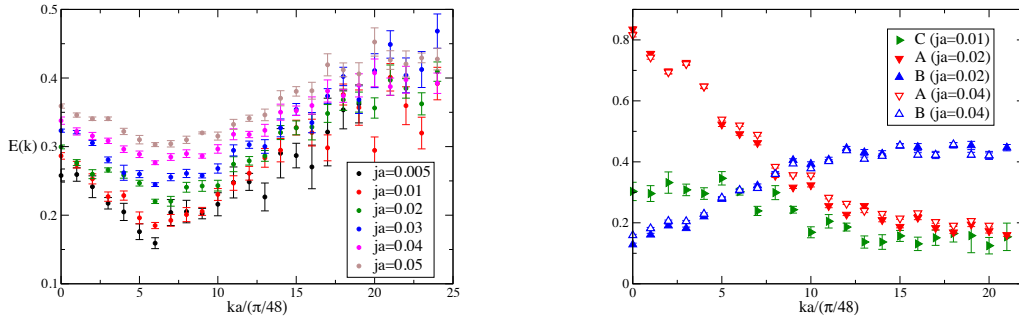 0.5
0.4
E(k) 0.3
0.2
0.1
0 5 10 15 20 25
ka/(π/48)
ja=0.005
ja=0.01
ja=0.02
ja=0.03
ja=0.04
ja=0.05
0.8
0.6
0.4
0.2
0
0 5 10 15 20
ka/(π/48)
C (ja=0.01)
A (ja=0.02)
B (ja=0.02)
A (ja=0.04)
B (ja=0.04)